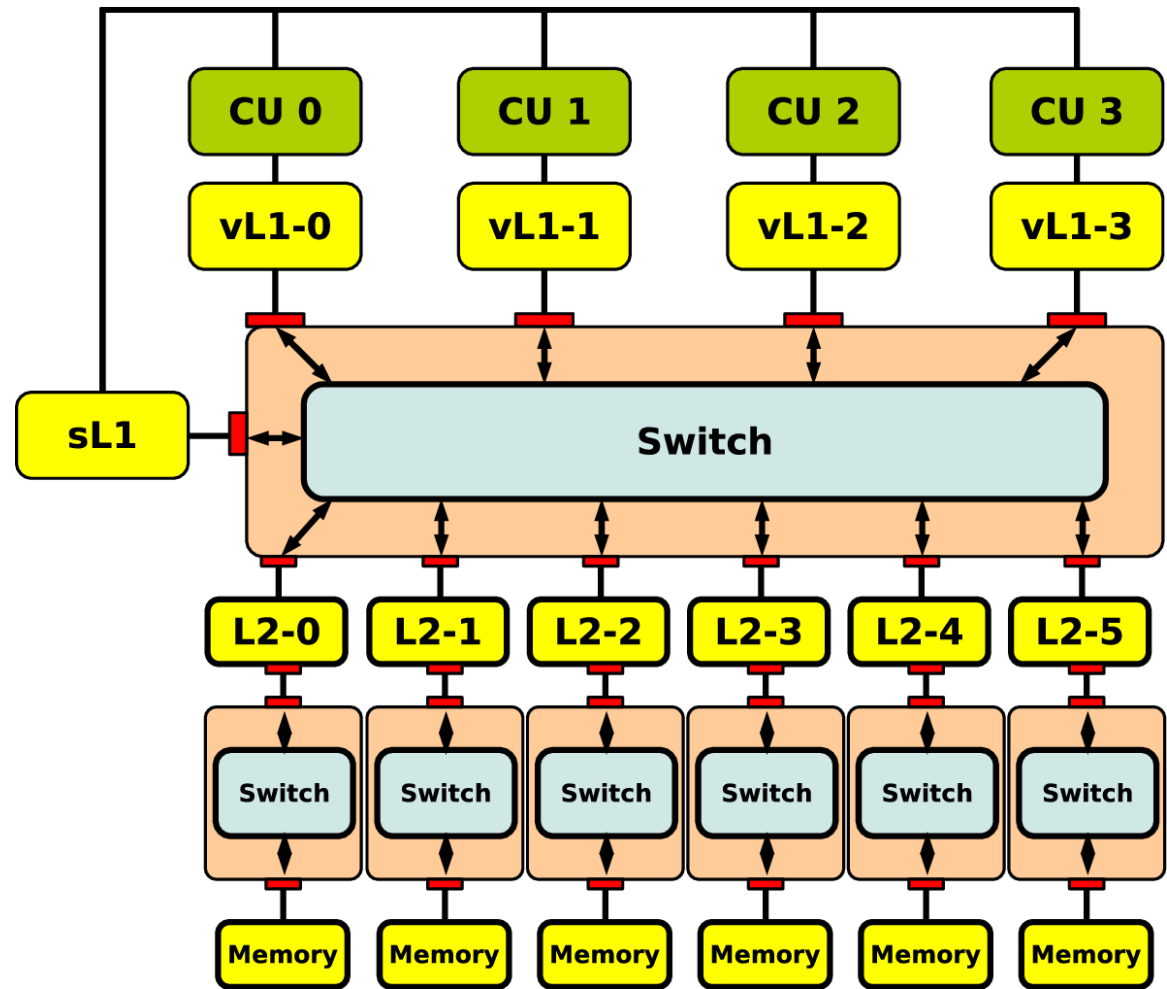 CU 0
CU 1
CU 2
CU 3
vL1-0
vL1-1
vL1-2
vL1-3
sL1
Switch
L2-0
L2-1
L2-2
L2-3
L2-4
L2-5
Switch
Switch
Switch
Switch
Switch
Switch
Memory
Memory
Memory
Memory
Memory
Memory